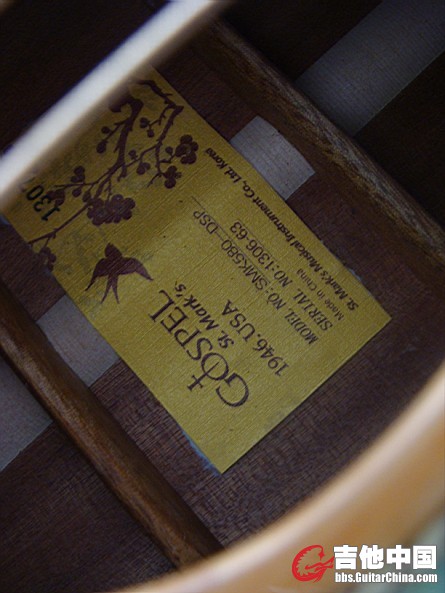 GOSPEL
St. Mark's
1946.USA
MODEL NO:SMK580-DSP
SERIAL NO:1306-63
Made in China
St. Mark's Musical Instrument Co., Ltd. Korea
吉他中国
bbs.GuitarChina.com